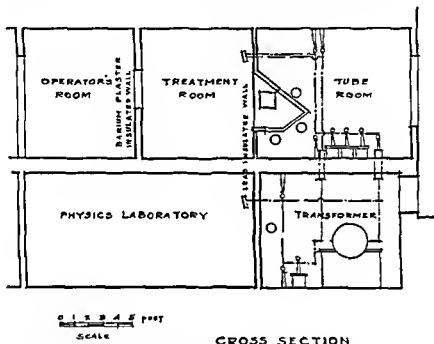 OPERATOR'S
ROOM
BARIUM PLASTER
INSULATED WALL
TREATMENT
ROOM
LEAD INSULATED WALL
TUBE
ROOM
PHYSICS LABORATORY
TRANSFORMER
0 1 2 3 4 5 FEET
SCALE
CROSS SECTION